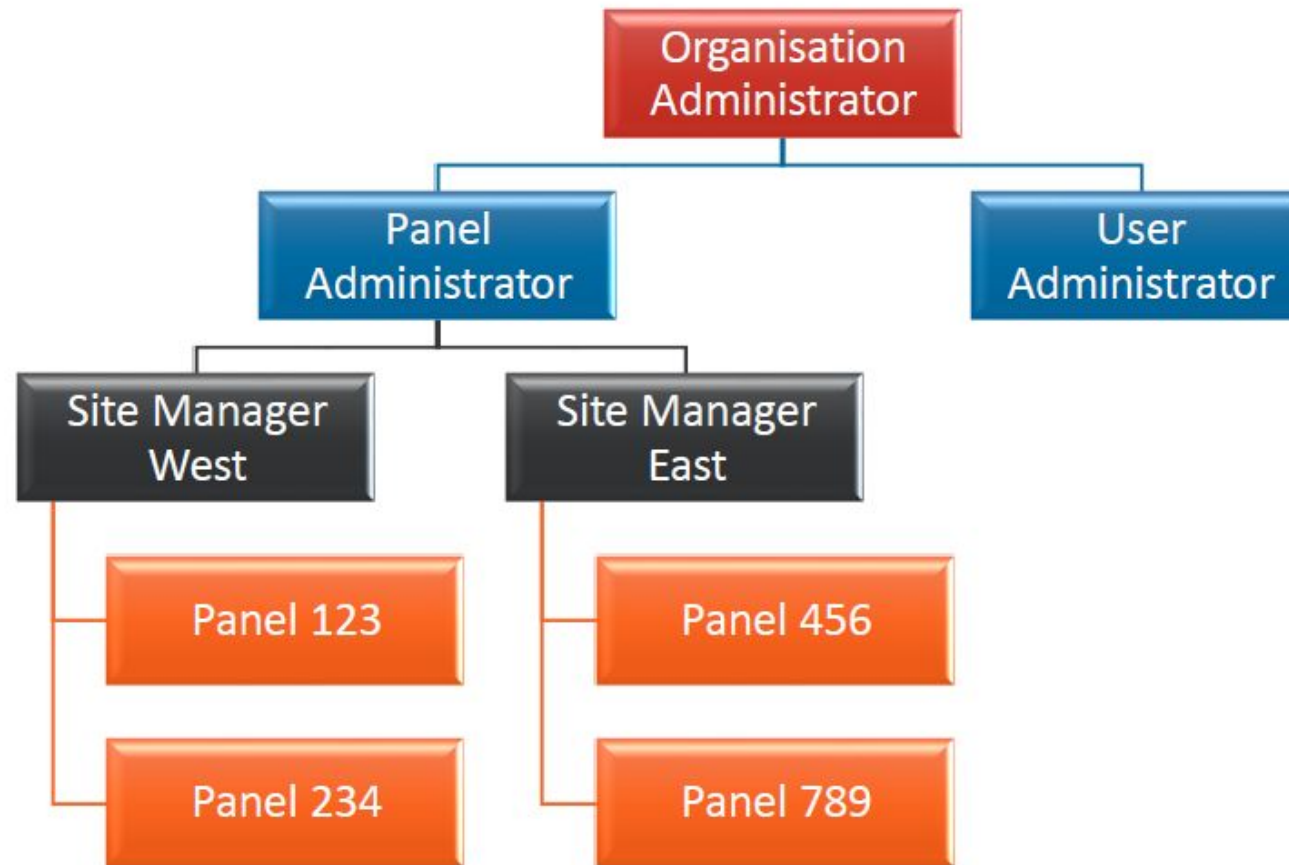 Organisation
Administrator
Panel
Administrator
User
Administrator
Site Manager
West
Site Manager
East
Panel 123
Panel 456
Panel 234
Panel 789